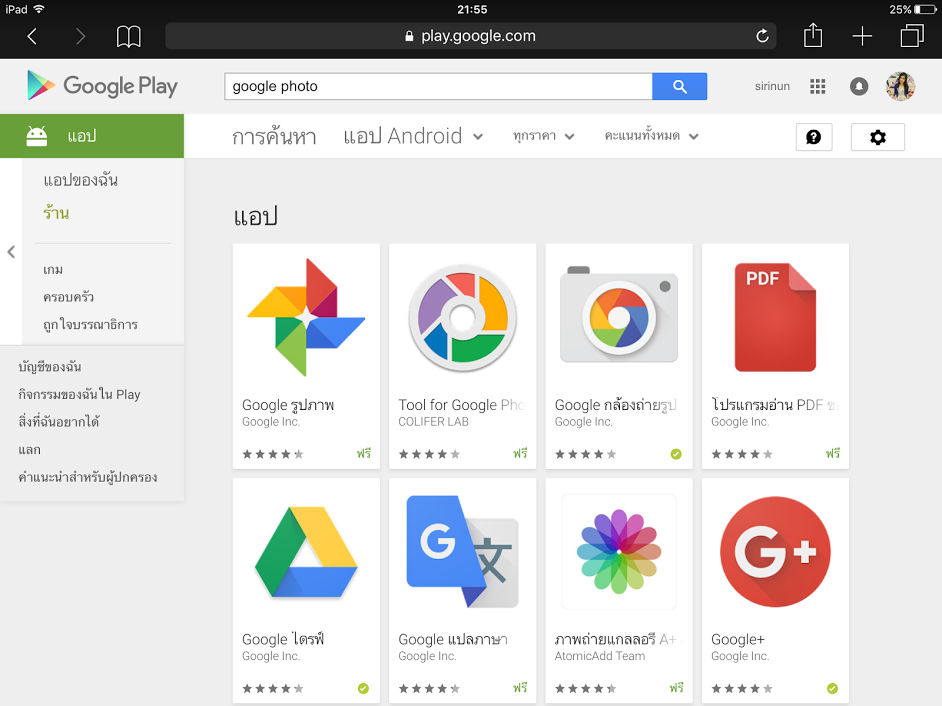 iPad 21:55 25%
play.google.com
Google Play google photo sirinun
แอป การค้นหา แอป Android ทุกราคา คะแนนทั้งหมด
แอปของฉัน
ร้าน
เกม
ครอบครัว
ถูกใจบรรณาธิการ
บัญชีของฉัน
กิจกรรมของฉันใน Play
สิ่งที่ฉันอยากได้
แลก
คำแนะนำสำหรับผู้ปกครอง
แอป
PDF
Google รูปภาพ Tool for Google Pho Google กล้องถ่ายรูป โปรแกรมอ่าน PDF ข
Google Inc. COLIFER LAB Google Inc. Google Inc.
ฟรี ฟรี ฟรี
G G+
Google ไดรฟ์ Google แปลภาษา ภาพถ่ายแกลลอรี A+ Google+
Google Inc. Google Inc. AtomicAdd Team Google Inc.
ฟรี ฟรี